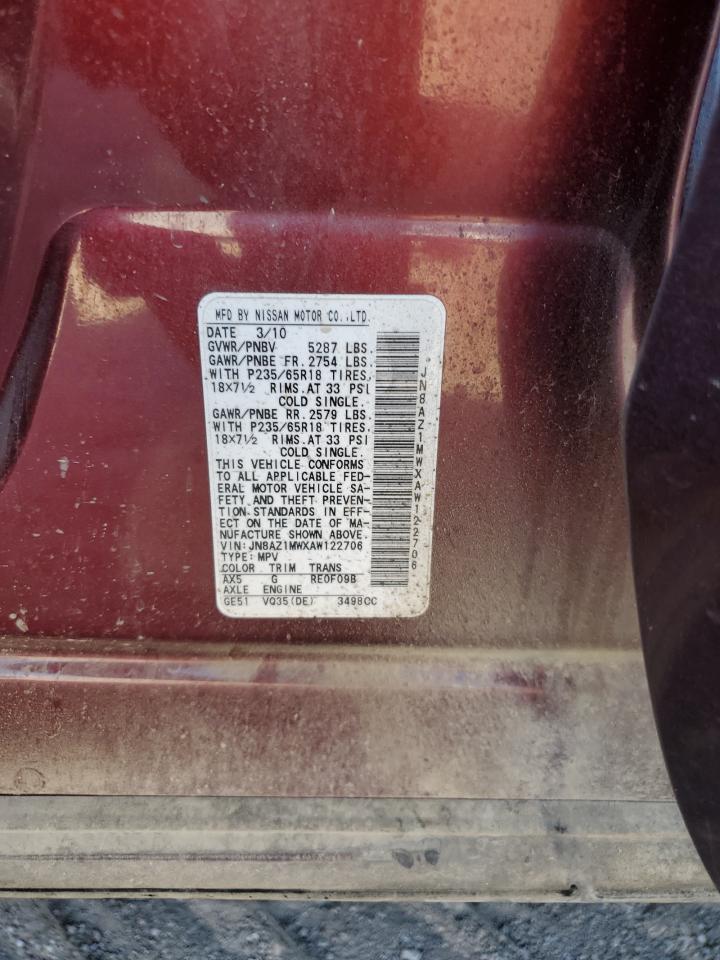 MFD BY NISSAN MOTOR CO.,LTD.
DATE 3/10
GVWR/PNBV 5287 LBS.
GAWR/PNBE FR. 2754 LBS.
WITH P235/65R18 TIRES,
18X7½ RIMS.AT 33 PSI
COLD SINGLE.
GAWR/PNBE RR. 2579 LBS.
WITH P235/65R18 TIRES,
18X7½ RIMS.AT 33 PSI
COLD SINGLE.
THIS VEHICLE CONFORMS
TO ALL APPLICABLE FED-
ERAL MOTOR VEHICLE SA-
FETY AND THEFT PREVEN-
TION STANDARDS IN EFF-
ECT ON THE DATE OF MA-
NUFACTURE SHOWN ABOVE.
VIN: JN8AZ1MWXAW122706
TYPE: MPV
COLOR TRIM TRANS
AX5 G RE0F09B
AXLE ENGINE
GE51 VQ35(DE) 3498CC
JN8AZ1MWXAW122706